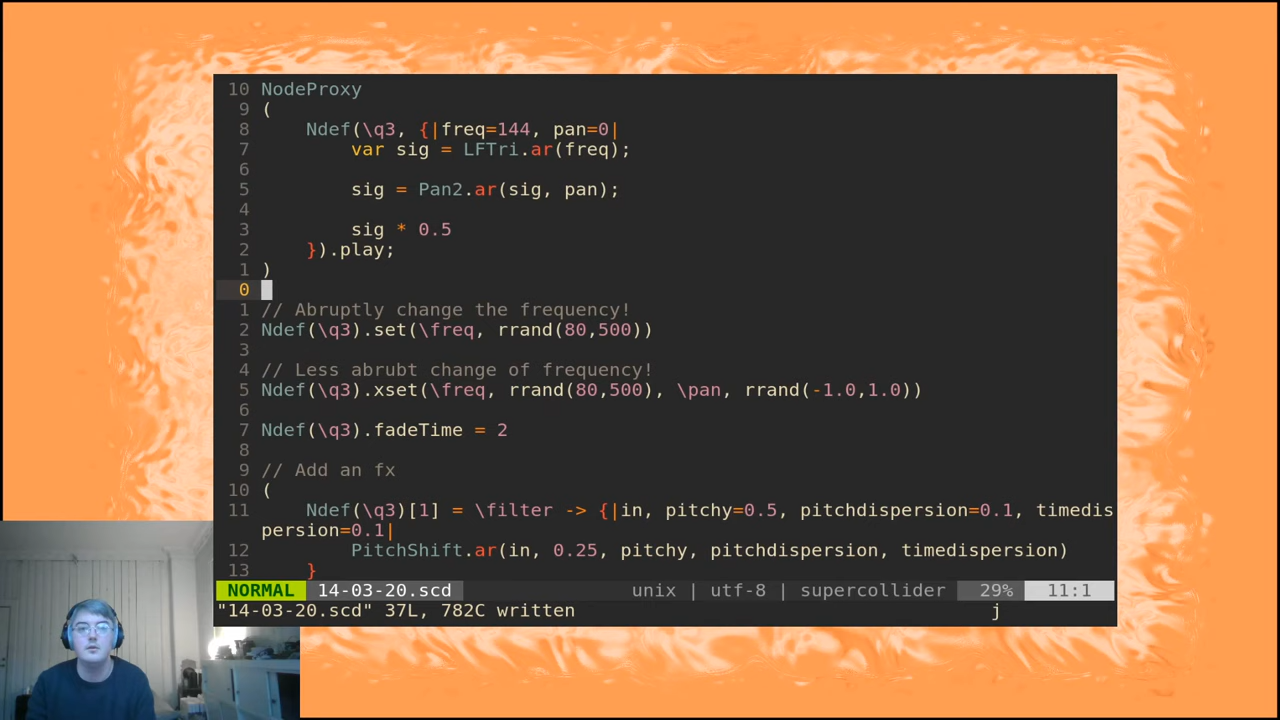 10 NodeProxy
9 (
8 Ndef(\q3, {|freq=144, pan=0|
7 var sig = LFTri.ar(freq);
6
5 sig = Pan2.ar(sig, pan);
4
3 sig * 0.5
2 }).play;
1 )
0
1 // Abruptly change the frequency!
2 Ndef(\q3).set(\freq, rrand(80,500))
3
4 // Less abrubt change of frequency!
5 Ndef(\q3).xset(\freq, rrand(80,500), \pan, rrand(-1.0,1.0))
6
7 Ndef(\q3).fadeTime = 2
8
9 // Add an fx
10 (
11 Ndef(\q3)[1] = \filter -> {|in, pitchy=0.5, pitchdispersion=0.1, timedis
persion=0.1|
12 PitchShift.ar(in, 0.25, pitchy, pitchdispersion, timedispersion)
13 }
NORMAL 14-03-20.scd unix | utf-8 | supercollider 29% 11:1
"14-03-20.scd" 37L, 782C written j